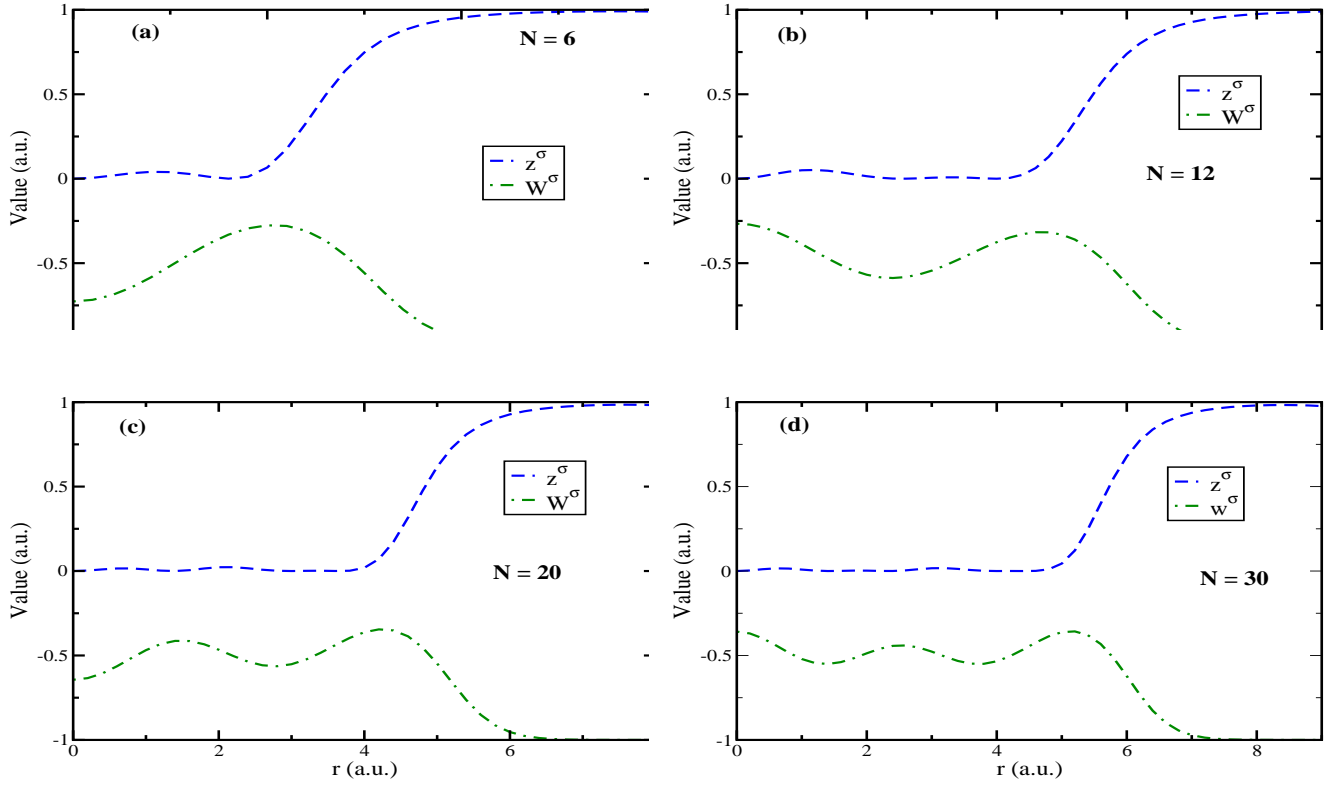 (a)
N = 6
1
0.5
0
-0.5
Value (a.u.)
z^σ
W^σ
(b)
N = 12
1
0.5
0
-0.5
Value (a.u.)
z^σ
W^σ
(c)
N = 20
1
0.5
0
-0.5
-1
Value (a.u.)
z^σ
W^σ
0 2 4 6
r (a.u.)
(d)
N = 30
1
0.5
0
-0.5
-1
Value (a.u.)
z^σ
w^σ
0 2 4 6 8
r (a.u.)